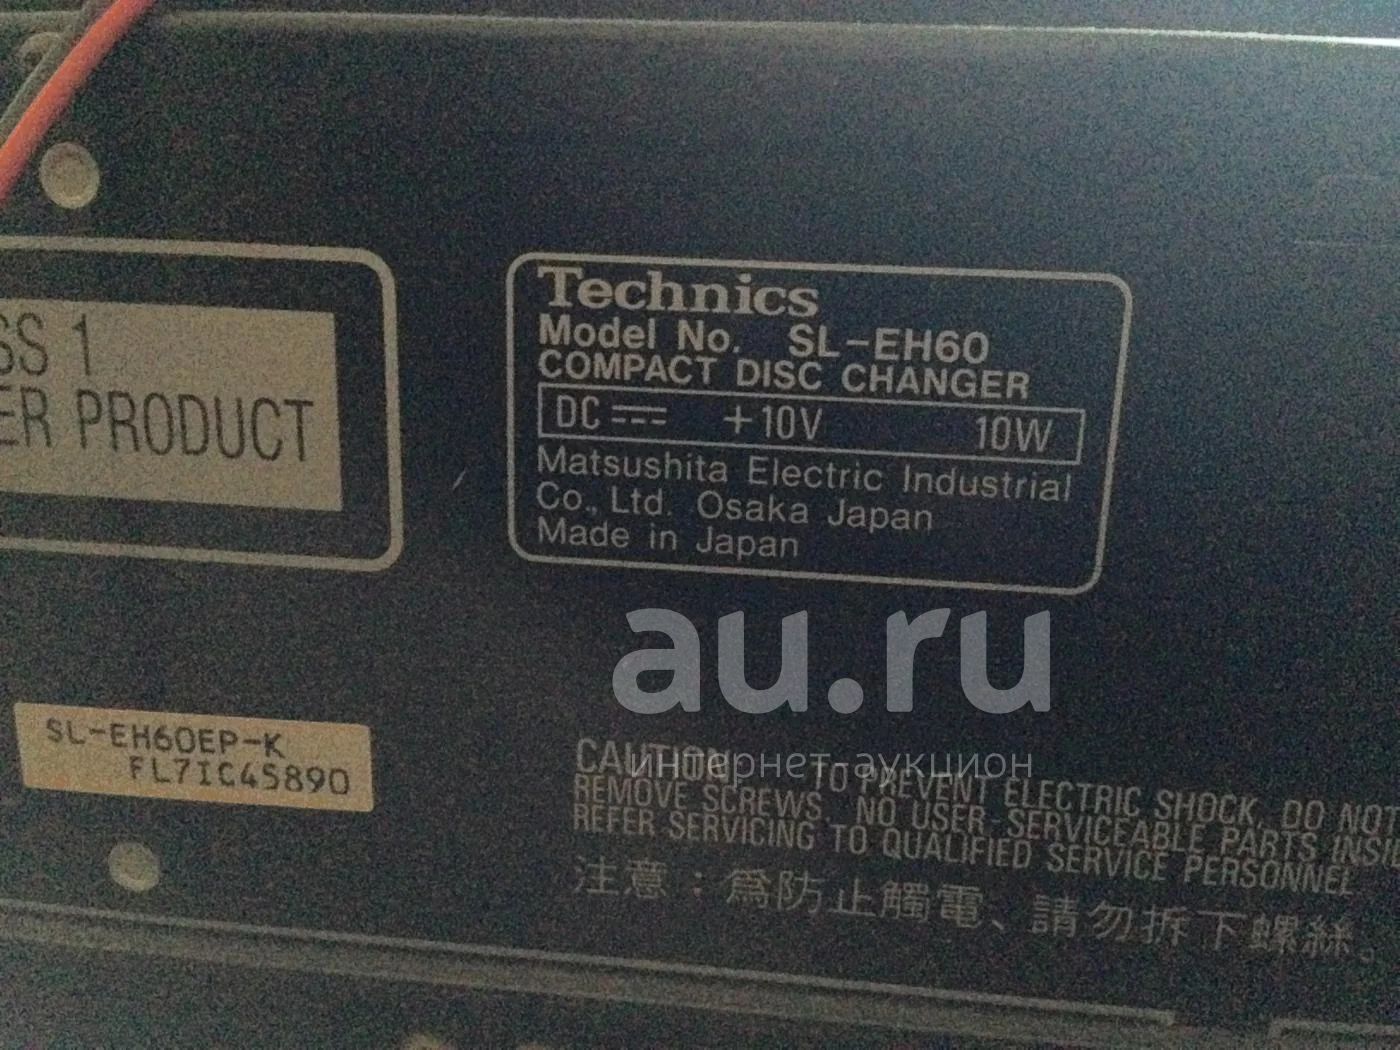 SS 1
ER PRODUCT
Technics
Model No. SL-EH60
COMPACT DISC CHANGER
DC +10V 10W
Matsushita Electric Industrial
Co., Ltd. Osaka Japan
Made in Japan
au.ru
интернет-аукцион
SL-EH60EP-K
FL7IC45890
CAUTION: TO PREVENT ELECTRIC SHOCK, DO NOT
REMOVE SCREWS. NO USER-SERVICEABLE PARTS INSI
REFER SERVICING TO QUALIFIED SERVICE PERSONNEL
注意：為防止觸電、請勿拆下螺絲。